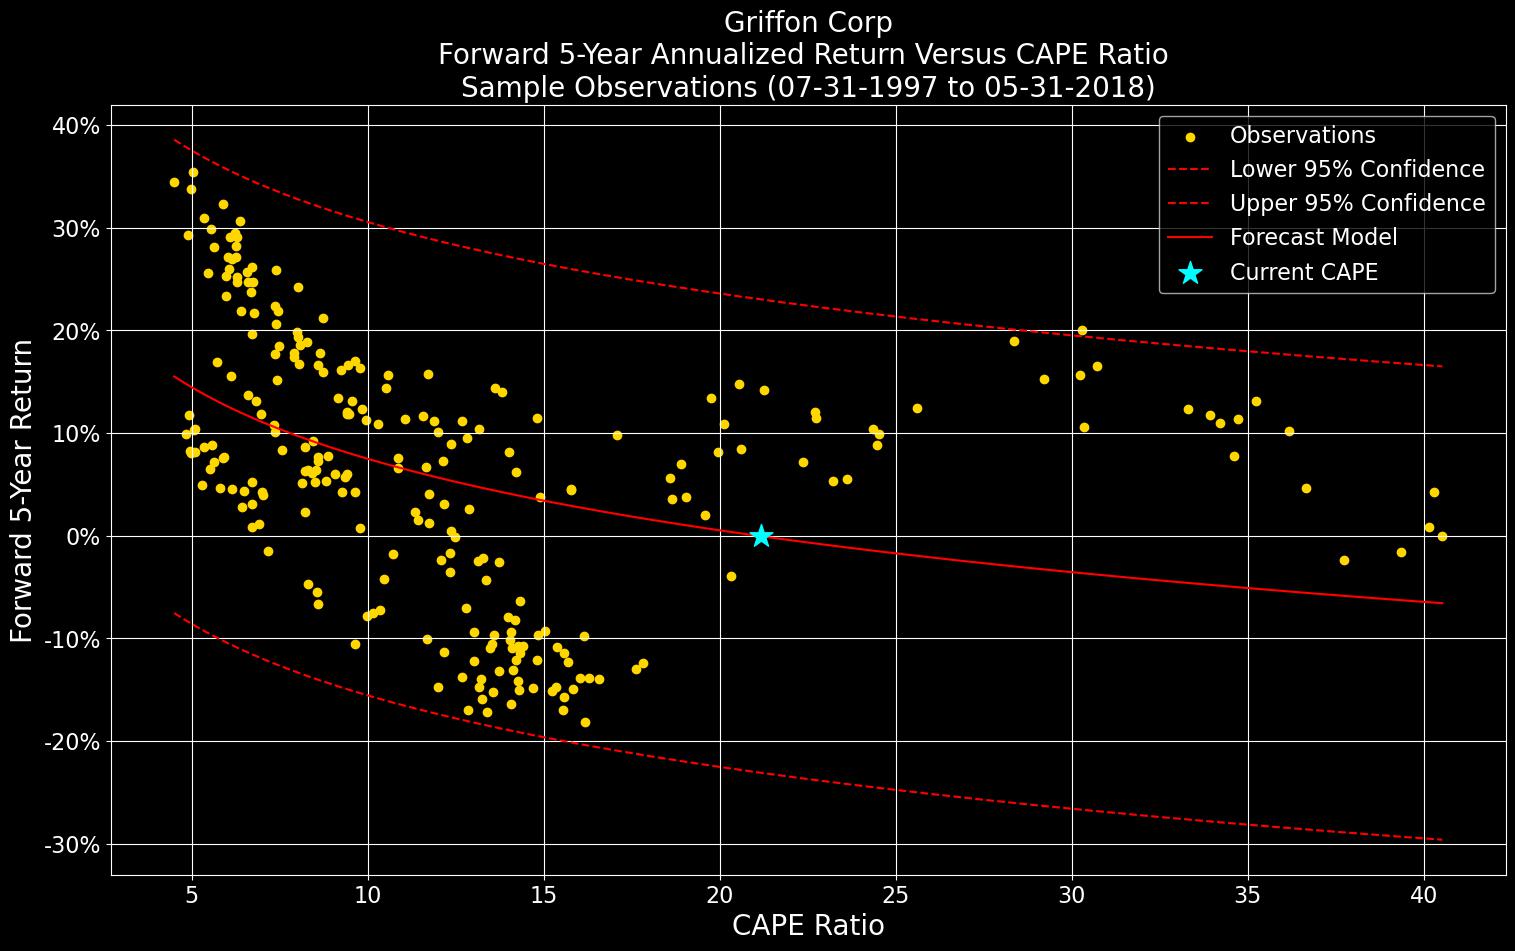 Griffon Corp
Forward 5-Year Annualized Return Versus CAPE Ratio
Sample Observations (07-31-1997 to 05-31-2018)
Observations
Lower 95% Confidence
Upper 95% Confidence
Forecast Model
Current CAPE
Forward 5-Year Return
40%
30%
20%
10%
0%
-10%
-20%
-30%
5 10 15 20 25 30 35 40
CAPE Ratio